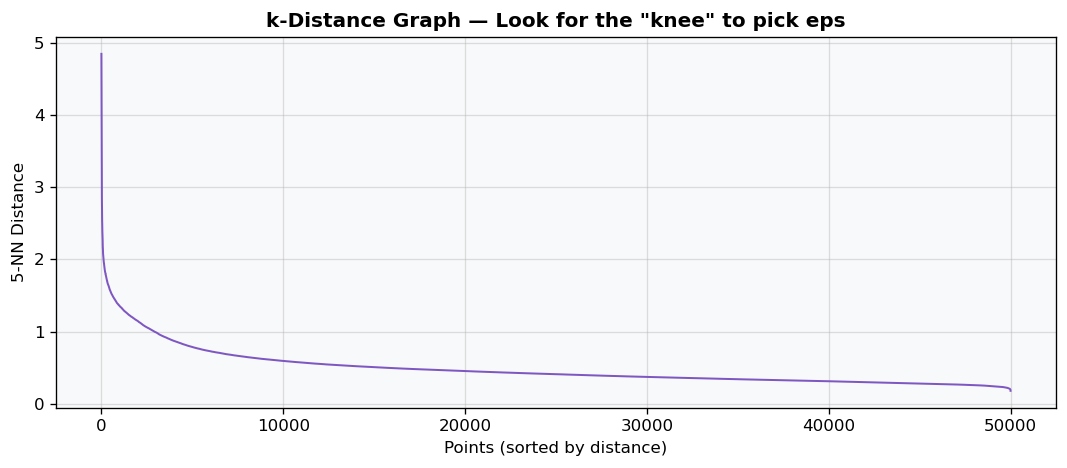 k-Distance Graph — Look for the "knee" to pick eps
5-NN Distance
5
4
3
2
1
0
0 10000 20000 30000 40000 50000
Points (sorted by distance)